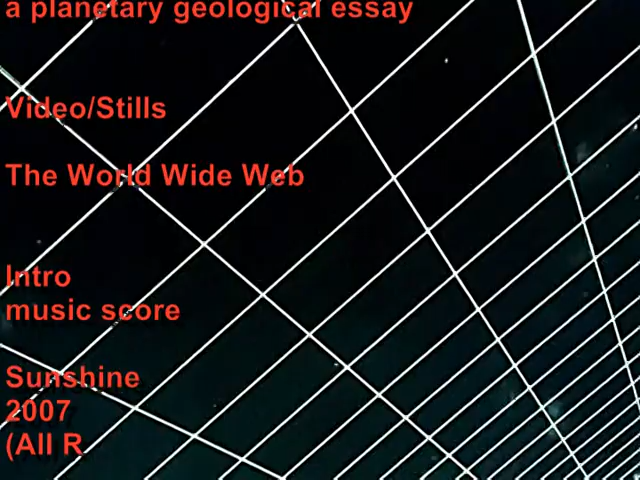 a planetary geological essay
Video/Stills
The World Wide Web
Intro
music score
Sunshine
2007
(All R